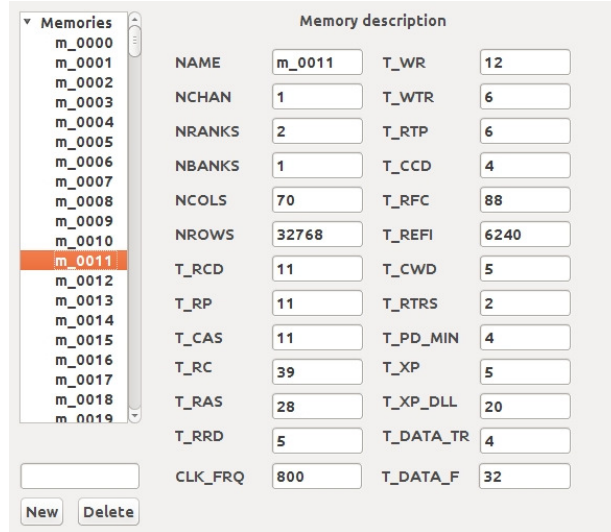 Memories
m_0000
m_0001
m_0002
m_0003
m_0004
m_0005
m_0006
m_0007
m_0008
m_0009
m_0010
m_0011
m_0012
m_0013
m_0014
m_0015
m_0016
m_0017
m_0018
m_0019
New Delete
Memory description
NAME m_0011 T_WR 12
NCHAN 1 T_WTR 6
NRANKS 2 T_RTP 6
NBANKS 1 T_CCD 4
NCOLS 70 T_RFC 88
NROWS 32768 T_REFI 6240
T_RCD 11 T_CWD 5
T_RP 11 T_RTRS 2
T_CAS 11 T_PD_MIN 4
T_RC 39 T_XP 5
T_RAS 28 T_XP_DLL 20
T_RRD 5 T_DATA_TR 4
CLK_FRQ 800 T_DATA_F 32